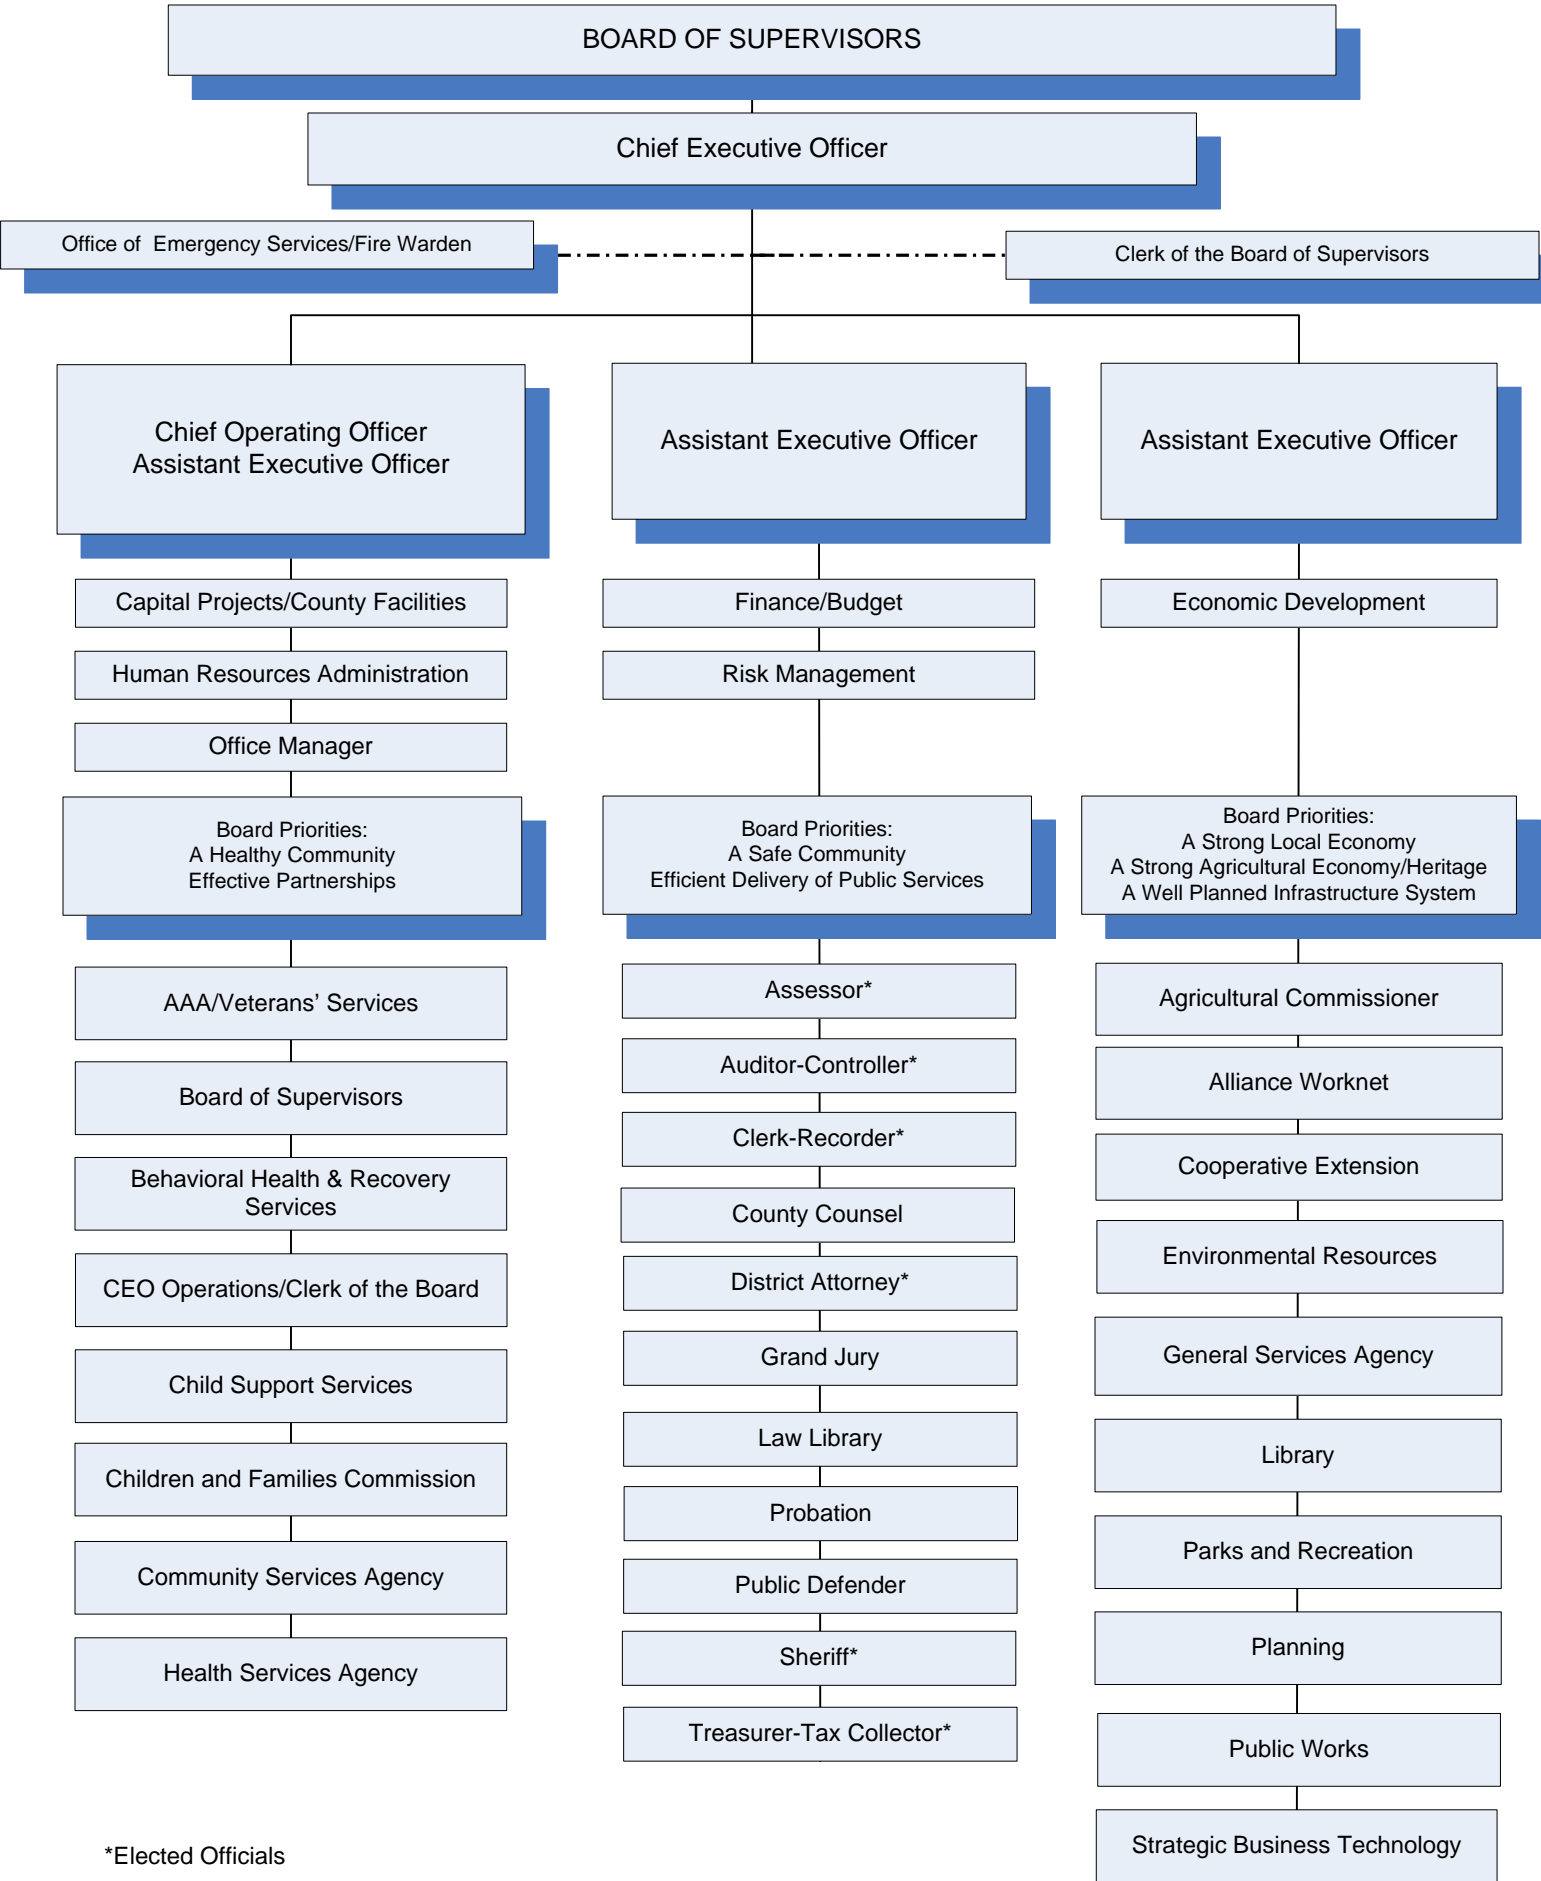 BOARD OF SUPERVISORS
Chief Executive Officer
Office of  Emergency Services/Fire Warden
Clerk of the Board of Supervisors
Chief Operating Officer
Assistant Executive Officer
Assistant Executive Officer
Assistant Executive Officer
Capital Projects/County Facilities
Human Resources Administration
Office Manager
Board Priorities:
A Healthy Community
Effective Partnerships
AAA/Veterans’ Services
Board of Supervisors
Behavioral Health & Recovery
Services
CEO Operations/Clerk of the Board
Child Support Services
Children and Families Commission
Community Services Agency
Health Services Agency
Finance/Budget
Risk Management
Board Priorities:
A Safe Community
Efficient Delivery of Public Services
Assessor*
Auditor-Controller*
Clerk-Recorder*
County Counsel
District Attorney*
Grand Jury
Law Library
Probation
Public Defender
Sheriff*
Treasurer-Tax Collector*
Economic Development
Board Priorities:
A Strong Local Economy
A Strong Agricultural Economy/Heritage
A Well Planned Infrastructure System
Agricultural Commissioner
Alliance Worknet
Cooperative Extension
Environmental Resources
General Services Agency
Library
Parks and Recreation
Planning
Public Works
Strategic Business Technology
*Elected Officials